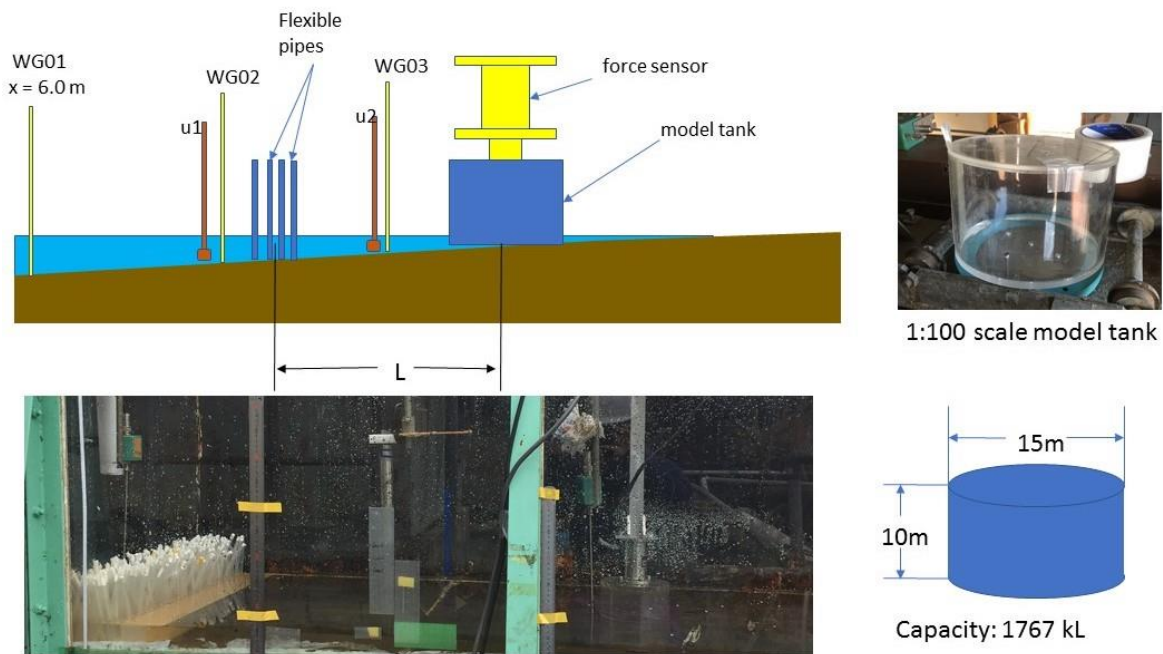 Flexible
pipes
WG01
x = 6.0 m
WG02
WG03
u1
u2
force sensor
model tank
L
1:100 scale model tank
15m
10m
Capacity: 1767 kL